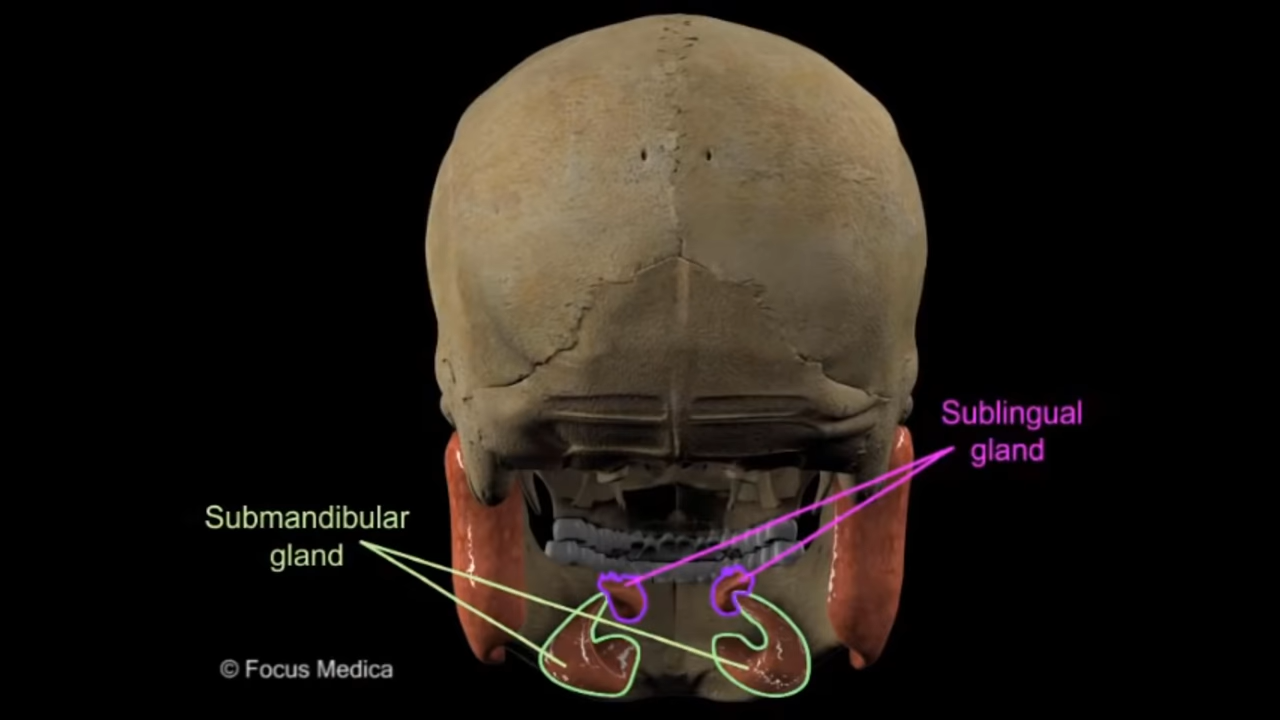 Sublingual
gland
Submandibular
gland
© Focus Medica